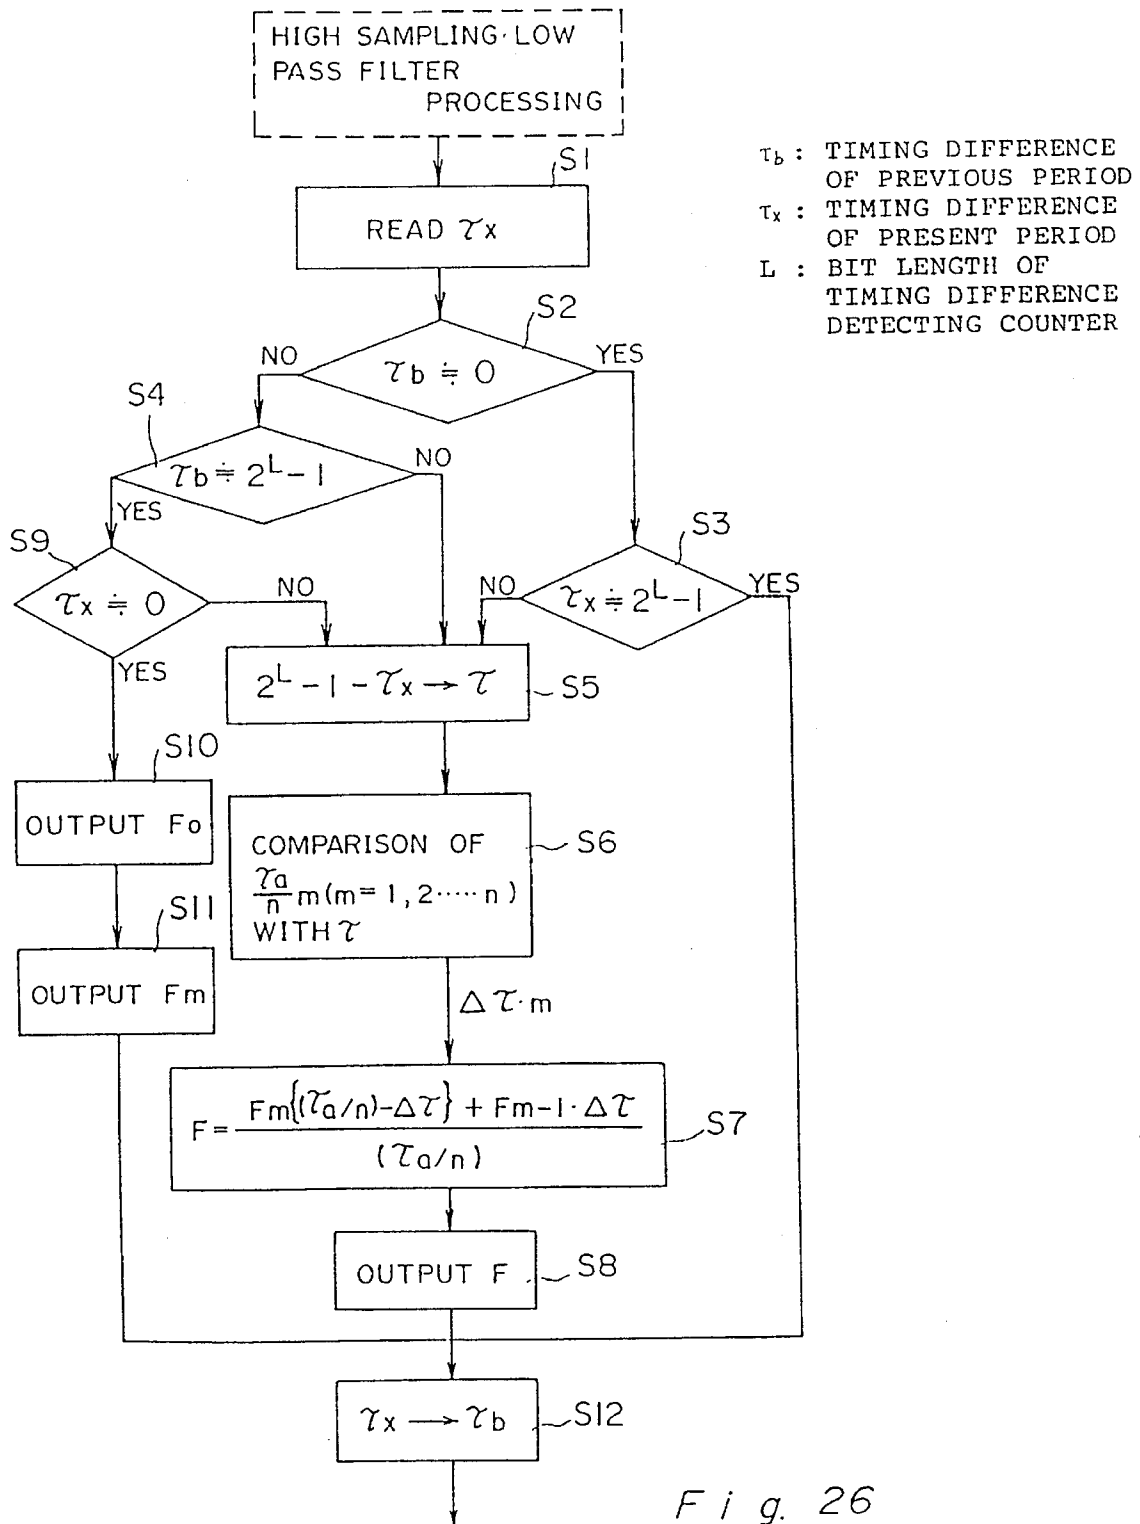 HIGH SAMPLING·LOW
PASS FILTER
PROCESSING
τb : TIMING DIFFERENCE
OF PREVIOUS PERIOD
τx : TIMING DIFFERENCE
OF PRESENT PERIOD
L : BIT LENGTH OF
TIMING DIFFERENCE
DETECTING COUNTER
S1
READ τx
S2
τb ≒ 0
NO
YES
S4
τb ≒ 2^L - 1
NO
YES
S9
τx ≒ 0
NO
YES
S3
τx ≒ 2^L - 1
NO
YES
2^L - 1 - τx → τ
S5
S10
OUTPUT Fo
S11
OUTPUT Fm
COMPARISON OF
τa/n m (m = 1, 2 ····· n)
WITH τ
S6
Δτ·m
F = Fm{(τa/n)-Δτ} + Fm-1·Δτ
(τa/n)
S7
OUTPUT F
S8
τx → τb
S12
Fig. 26